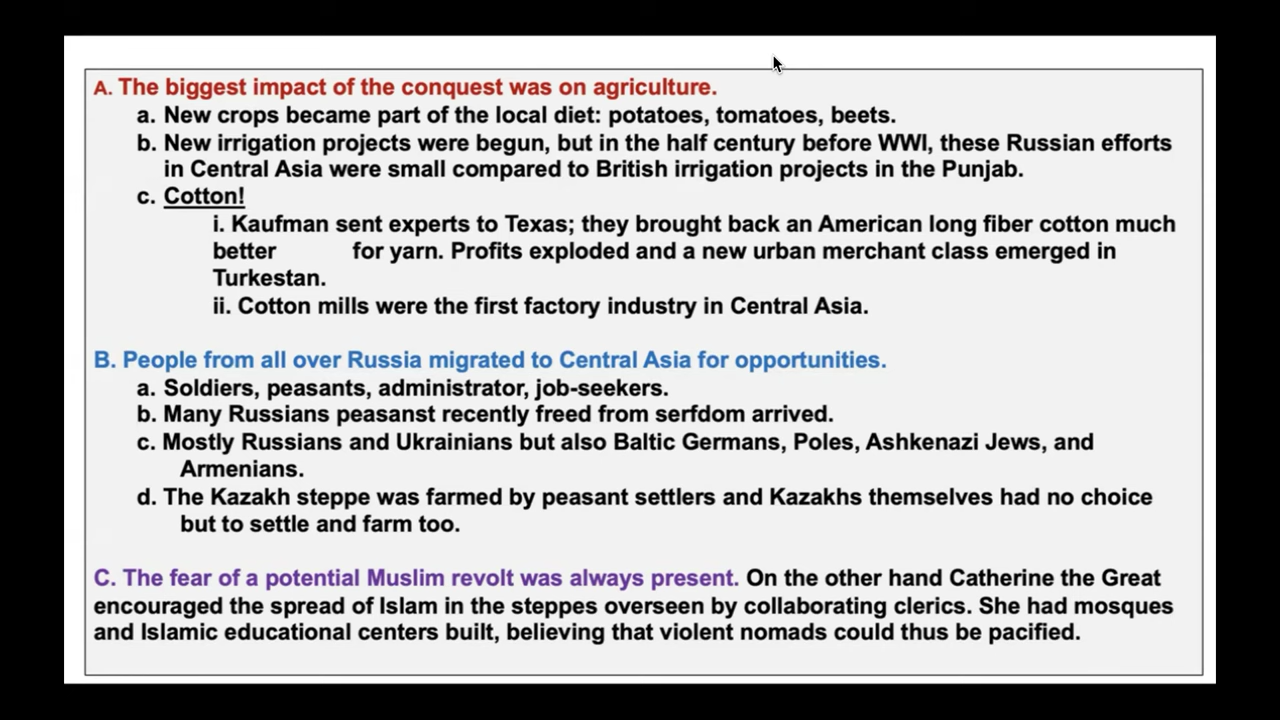 A. The biggest impact of the conquest was on agriculture.
a. New crops became part of the local diet: potatoes, tomatoes, beets.
b. New irrigation projects were begun, but in the half century before WWI, these Russian efforts
in Central Asia were small compared to British irrigation projects in the Punjab.
c. Cotton!
i. Kaufman sent experts to Texas; they brought back an American long fiber cotton much
better for yarn. Profits exploded and a new urban merchant class emerged in
Turkestan.
ii. Cotton mills were the first factory industry in Central Asia.
B. People from all over Russia migrated to Central Asia for opportunities.
a. Soldiers, peasants, administrator, job-seekers.
b. Many Russians peasanst recently freed from serfdom arrived.
c. Mostly Russians and Ukrainians but also Baltic Germans, Poles, Ashkenazi Jews, and
Armenians.
d. The Kazakh steppe was farmed by peasant settlers and Kazakhs themselves had no choice
but to settle and farm too.
C. The fear of a potential Muslim revolt was always present. On the other hand Catherine the Great
encouraged the spread of Islam in the steppes overseen by collaborating clerics. She had mosques
and Islamic educational centers built, believing that violent nomads could thus be pacified.